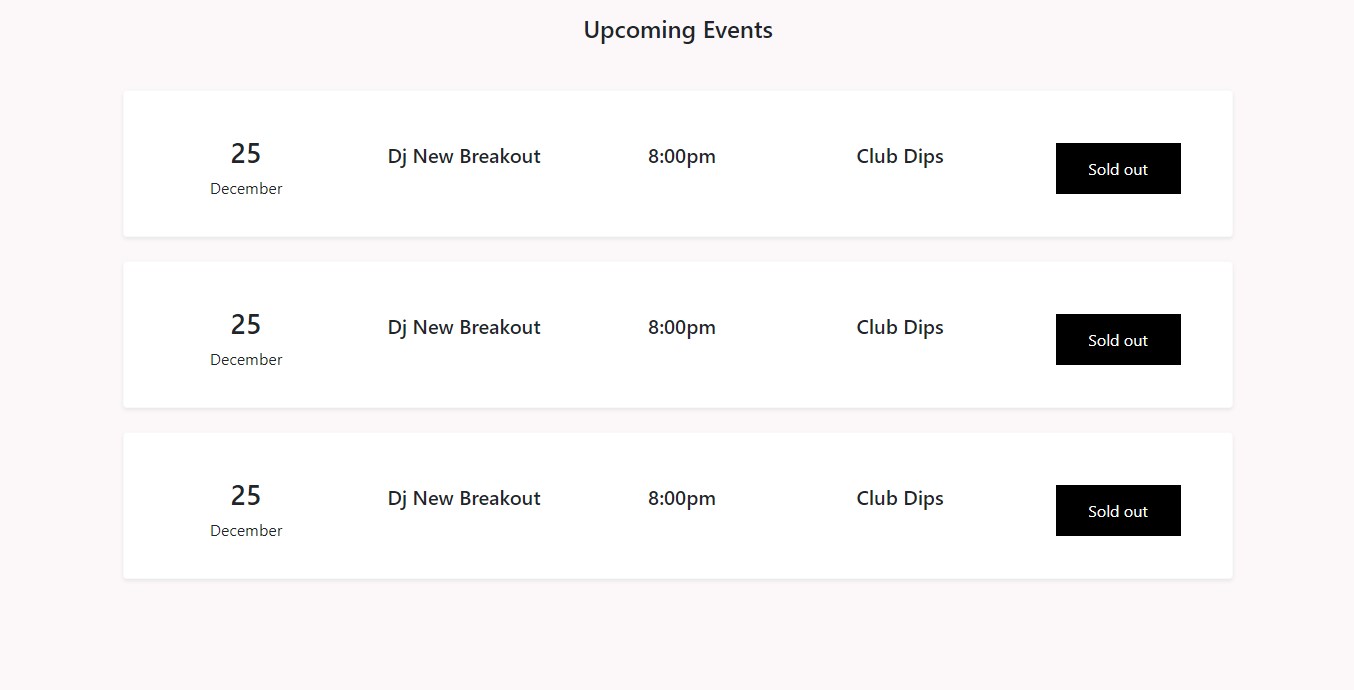 Upcoming Events
25
December
Dj New Breakout
8:00pm
Club Dips
Sold out
25
December
Dj New Breakout
8:00pm
Club Dips
Sold out
25
December
Dj New Breakout
8:00pm
Club Dips
Sold out